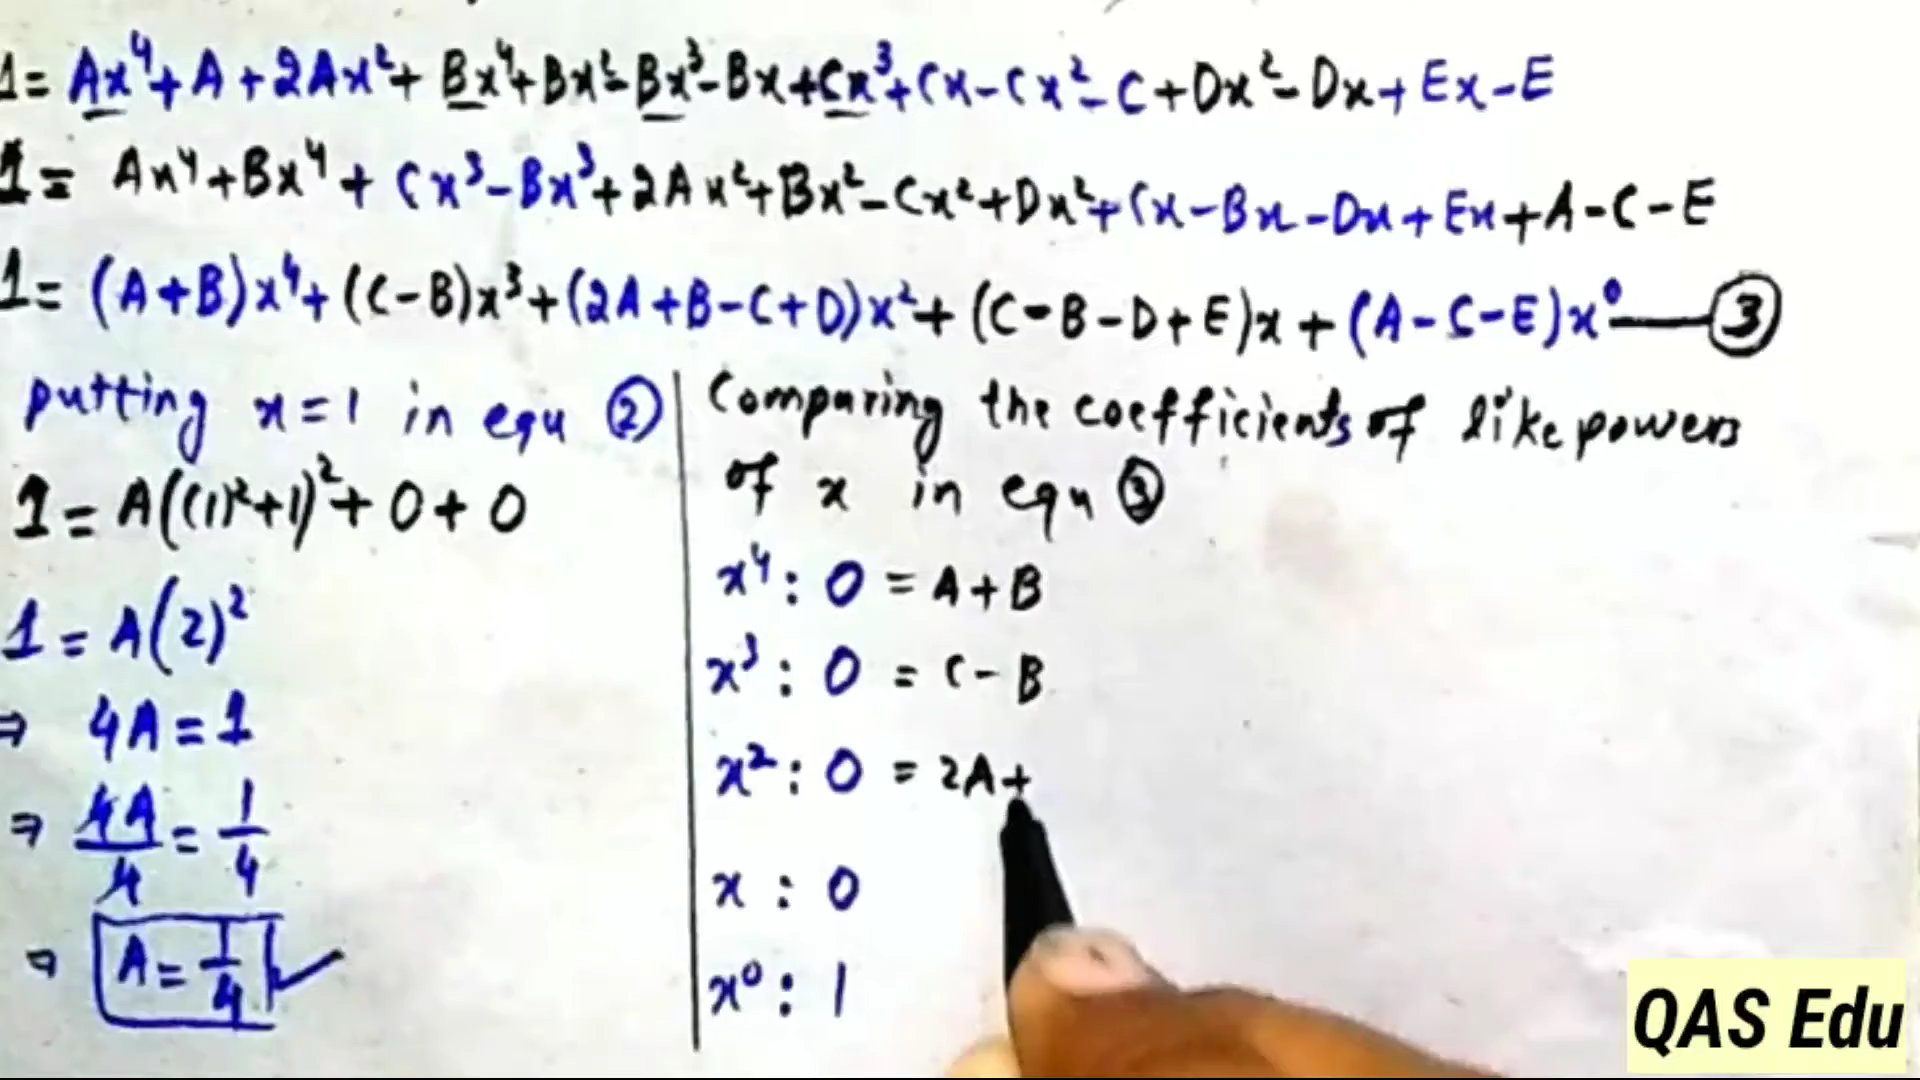 1 = Ax⁴ + A + 2Ax² + Bx⁴ + Bx² - Bx³ - Bx + Cx³ + Cx - Cx² - C + Dx² - Dx + Ex - E
1 = Ax⁴ + Bx⁴ + Cx³ - Bx³ + 2Ax² + Bx² - Cx² + Dx² + Cx - Bx - Dx + Ex + A - C - E
1 = (A+B)x⁴ + (C-B)x³ + (2A+B-C+D)x² + (C-B-D+E)x + (A-C-E)x⁰ — ③
putting x=1 in equ ②
1 = A((1)²+1)² + 0 + 0
1 = A(2)²
⇒ 4A = 1
⇒ 4A/4 = 1/4
⇒ A = 1/4 ✓
Comparing the coefficients of like powers
of x in equ ③
x⁴ : 0 = A + B
x³ : 0 = C - B
x² : 0 = 2A +
x : 0
x⁰ : 1
QAS Edu